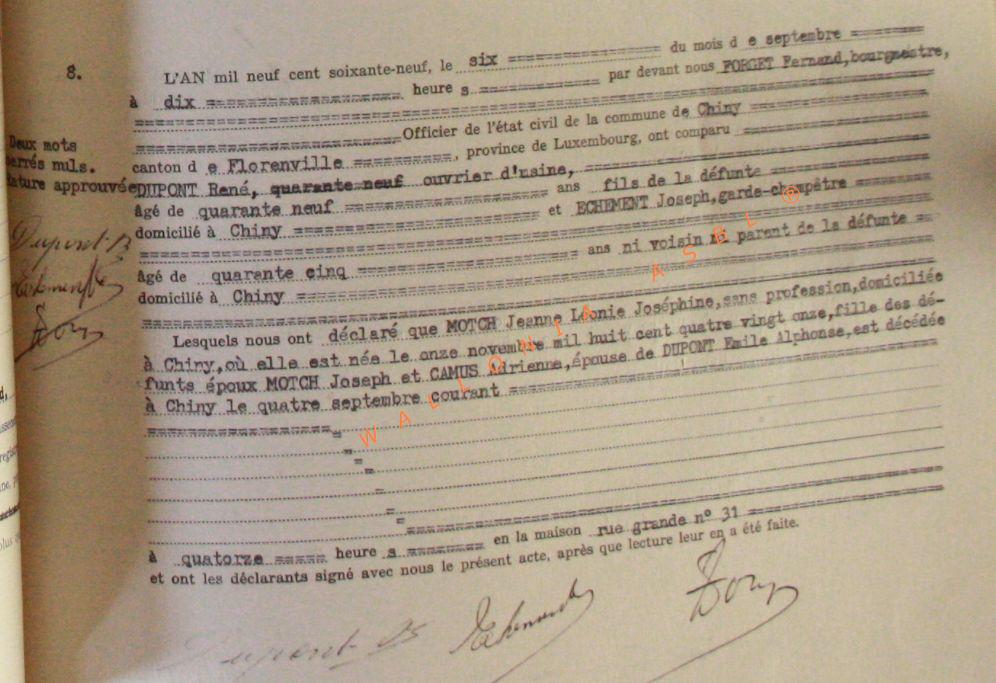 8.
L'AN mil neuf cent soixante-neuf, le six du mois d e septembre
à dix heure s par devant nous FORGET Fernand,bourgmestre,
Officier de l'état civil de la commune de Chiny
canton d e Florenville , province de Luxembourg, ont comparu
DUPONT René, quarante neuf ouvrier d'usine,
âgé de quarante neuf ans fils de la défunte
domicilié à Chiny et ECHEMENT Joseph,garde-champêtre
âgé de quarante cinq ans ni voisin ni parent de la défunte
domicilié à Chiny
Lesquels nous ont déclaré que MOTCH Jeanne Léonie Joséphine,sans profession,domiciliée
à Chiny,où elle est née le onze novembre mil huit cent quatre vingt onze,fille des dé-
funts époux MOTCH Joseph et CAMUS Adrienne,épouse de DUPONT Emile Alphonse,est décédée
à Chiny le quatre septembre courant
à quatorze heure s en la maison rue grande n° 31
et ont les déclarants signé avec nous le présent acte, après que lecture leur en a été faite.
Deux mots
barrés nuls.
approuvée
Dupont R
Dupont
WALLONIA ASBL ®